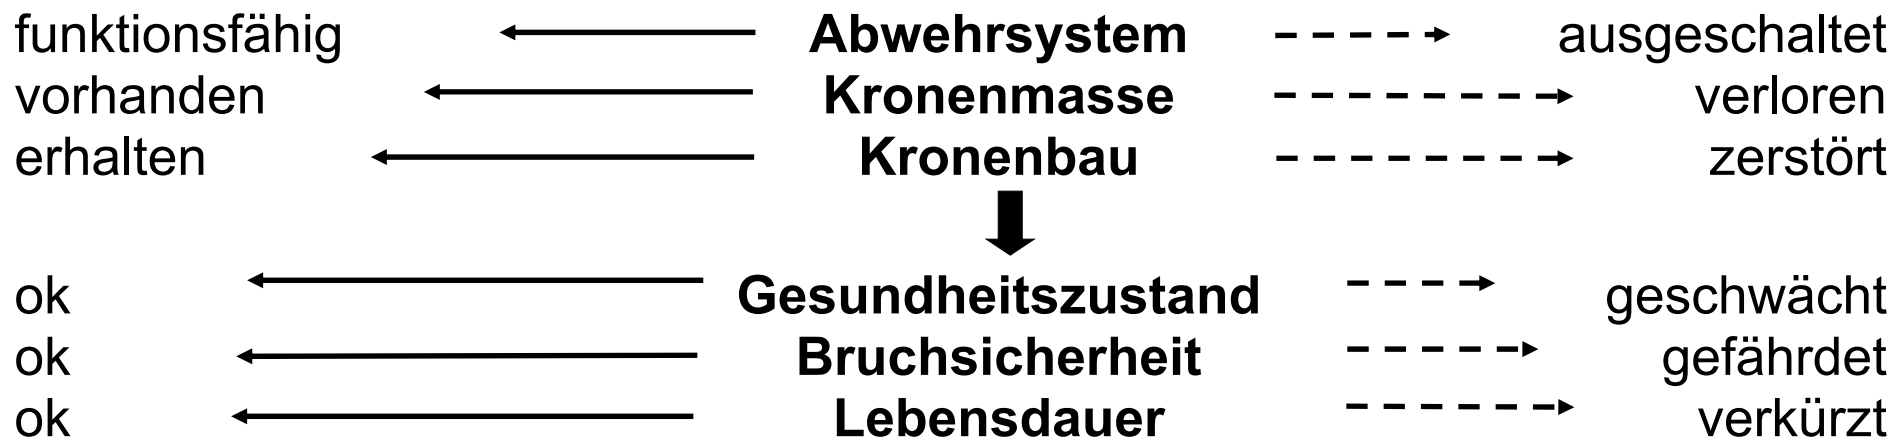 funktionsfähig Abwehrsystem ausgeschaltet
vorhanden Kronenmasse verloren
erhalten Kronenbau zerstört
ok Gesundheitszustand geschwächt
ok Bruchsicherheit gefährdet
ok Lebensdauer verkürzt